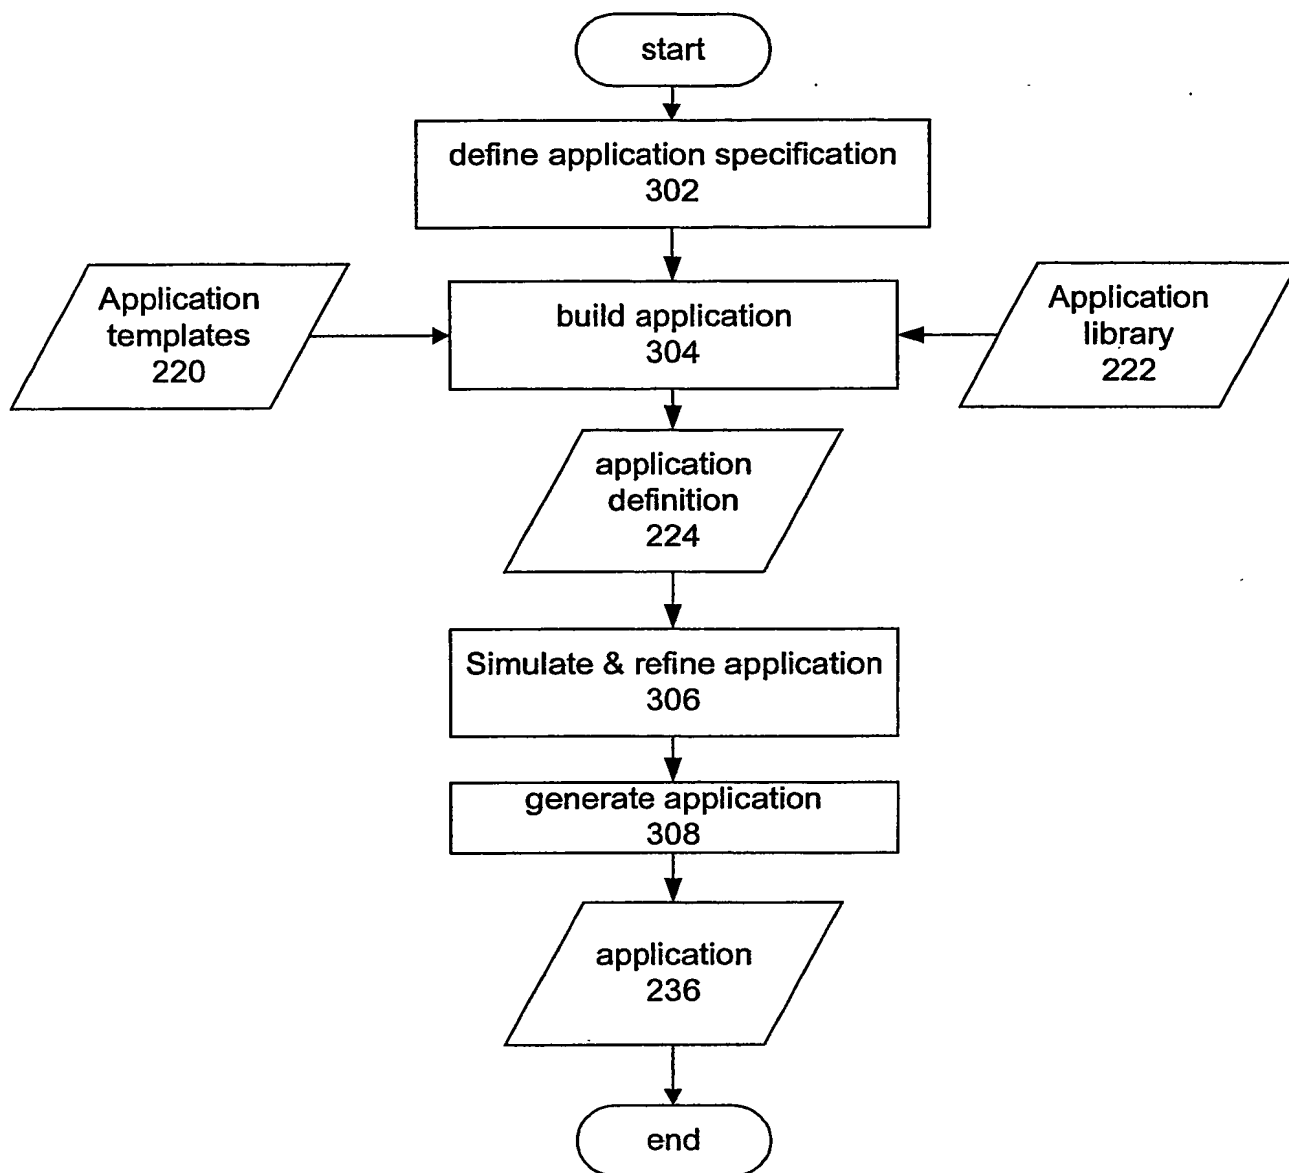 start
define application specification
302
Application
templates
220
build application
304
Application
library
222
application
definition
224
Simulate & refine application
306
generate application
308
application
236
end